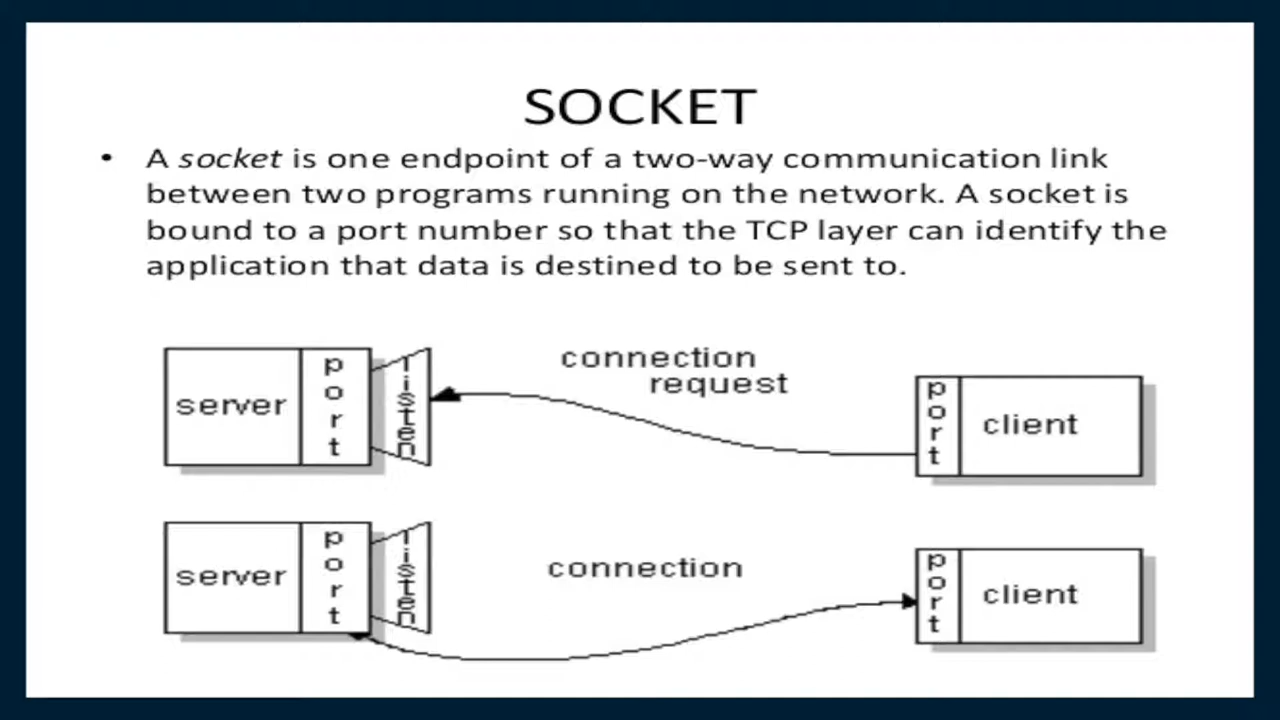 SOCKET
• A socket is one endpoint of a two-way communication link
between two programs running on the network. A socket is
bound to a port number so that the TCP layer can identify the
application that data is destined to be sent to.
server
port
listen
connection
request
port
client
server
port
listen
connection
port
client